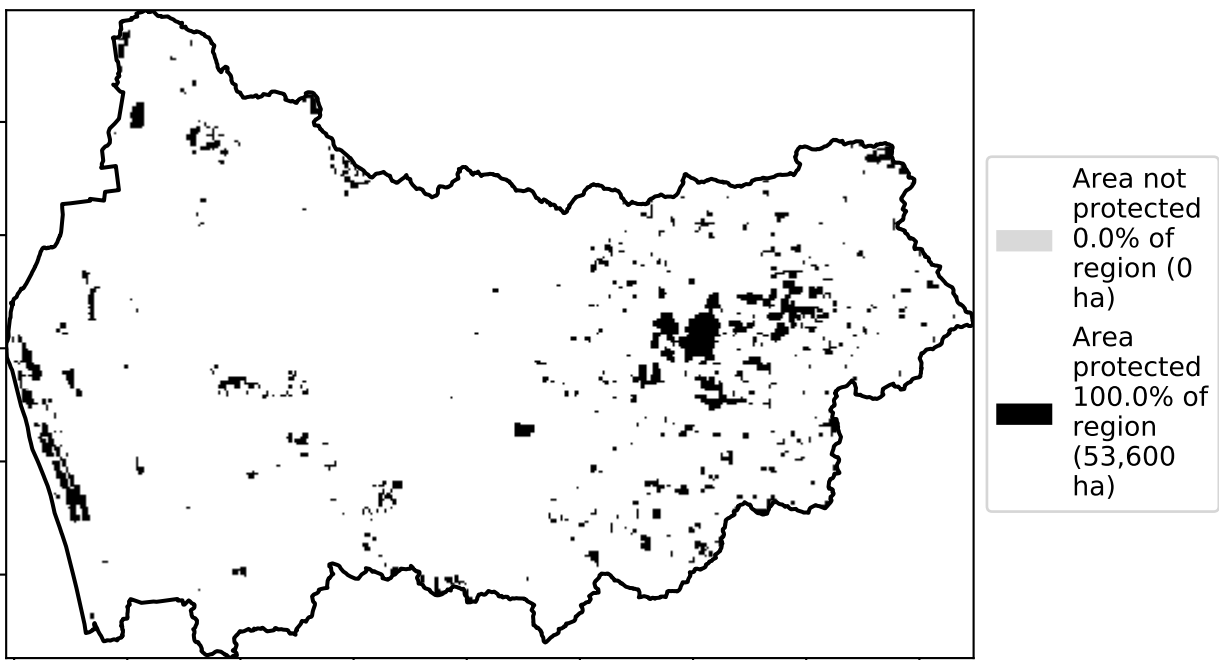 Area not
protected
0.0% of
region (0
ha)
Area
protected
100.0% of
region
(53,600
ha)